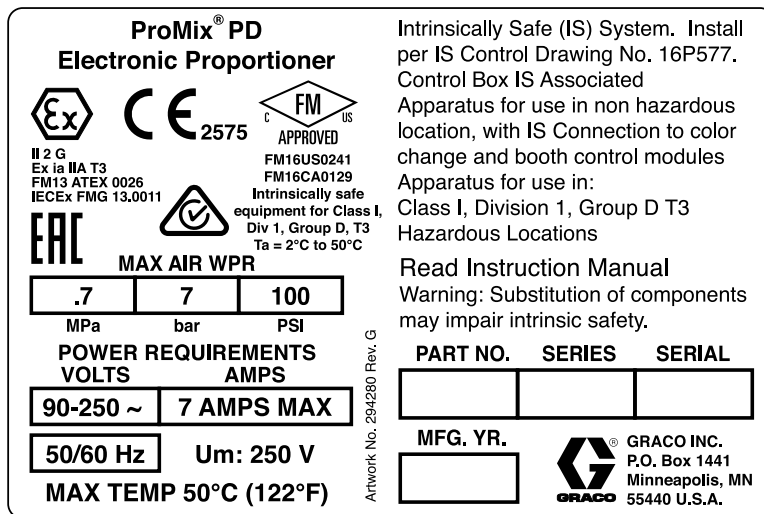 ProMix® PD
Electronic Proportioner
Ex
CE 2575
FM
C US
APPROVED
II 2 G
Ex ia IIA T3
FM13 ATEX 0026
IECEx FMG 13.0011
FM16US0241
FM16CA0129
Intrinsically safe
equipment for Class I,
Div 1, Group D, T3
Ta = 2°C to 50°C
EAC
MAX AIR WPR
.7 7 100
MPa bar PSI
POWER REQUIREMENTS
VOLTS AMPS
90-250 ~ 7 AMPS MAX
50/60 Hz Um: 250 V
MAX TEMP 50°C (122°F)
Artwork No. 294280 Rev. G
Intrinsically Safe (IS) System. Install
per IS Control Drawing No. 16P577.
Control Box IS Associated
Apparatus for use in non hazardous
location, with IS Connection to color
change and booth control modules
Apparatus for use in:
Class I, Division 1, Group D T3
Hazardous Locations
Read Instruction Manual
Warning: Substitution of components
may impair intrinsic safety.
PART NO. SERIES SERIAL
MFG. YR.
G®
GRACO
GRACO INC.
P.O. Box 1441
Minneapolis, MN
55440 U.S.A.